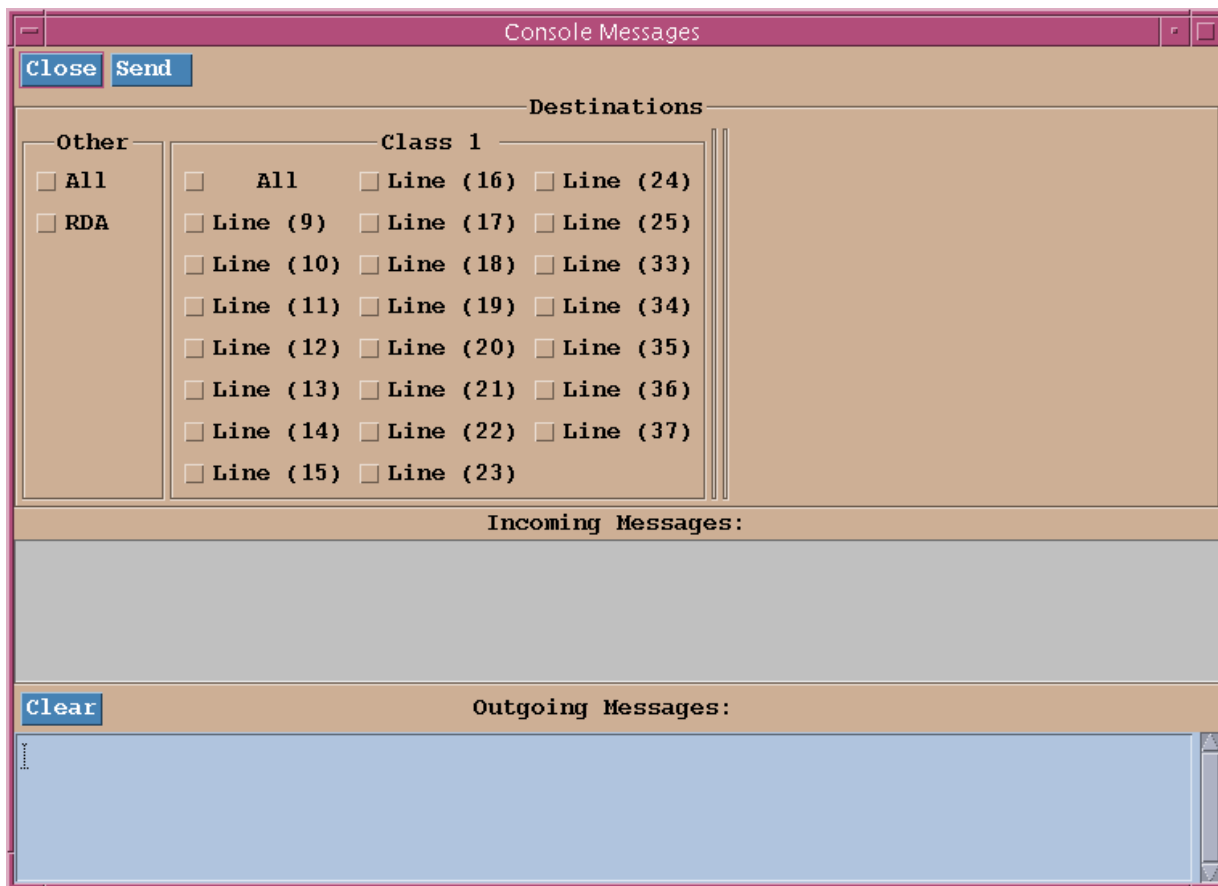 Console Messages
Close Send
Destinations
Other Class 1
All All Line (16) Line (24)
RDA Line (9) Line (17) Line (25)
Line (10) Line (18) Line (33)
Line (11) Line (19) Line (34)
Line (12) Line (20) Line (35)
Line (13) Line (21) Line (36)
Line (14) Line (22) Line (37)
Line (15) Line (23)
Incoming Messages:
Clear Outgoing Messages: